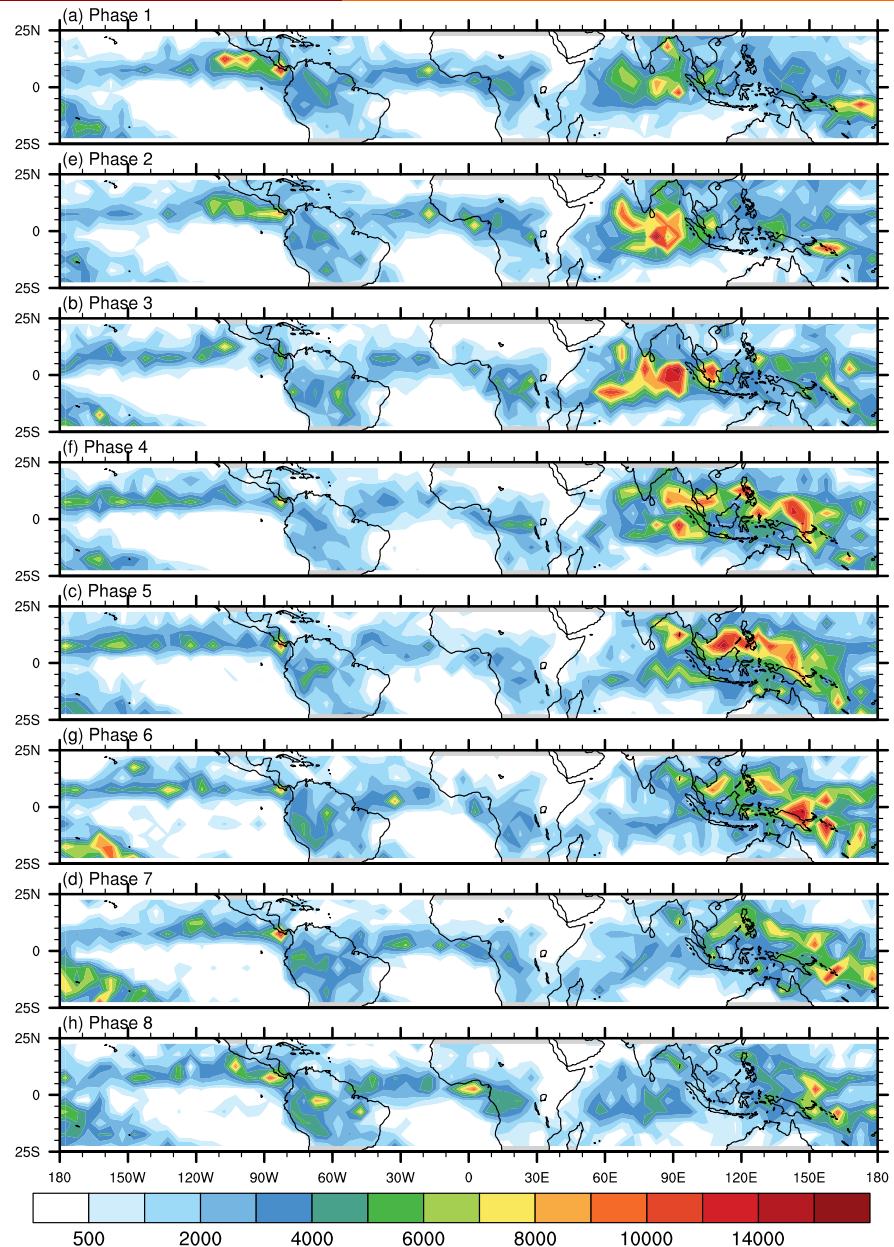 (a) Phase 1
25N
0
25S
(e) Phase 2
25N
0
25S
(b) Phase 3
25N
0
25S
(f) Phase 4
25N
0
25S
(c) Phase 5
25N
0
25S
(g) Phase 6
25N
0
25S
(d) Phase 7
25N
0
25S
(h) Phase 8
25N
0
25S
180 150W 120W 90W 60W 30W 0 30E 60E 90E 120E 150E 180
500 2000 4000 6000 8000 10000 14000